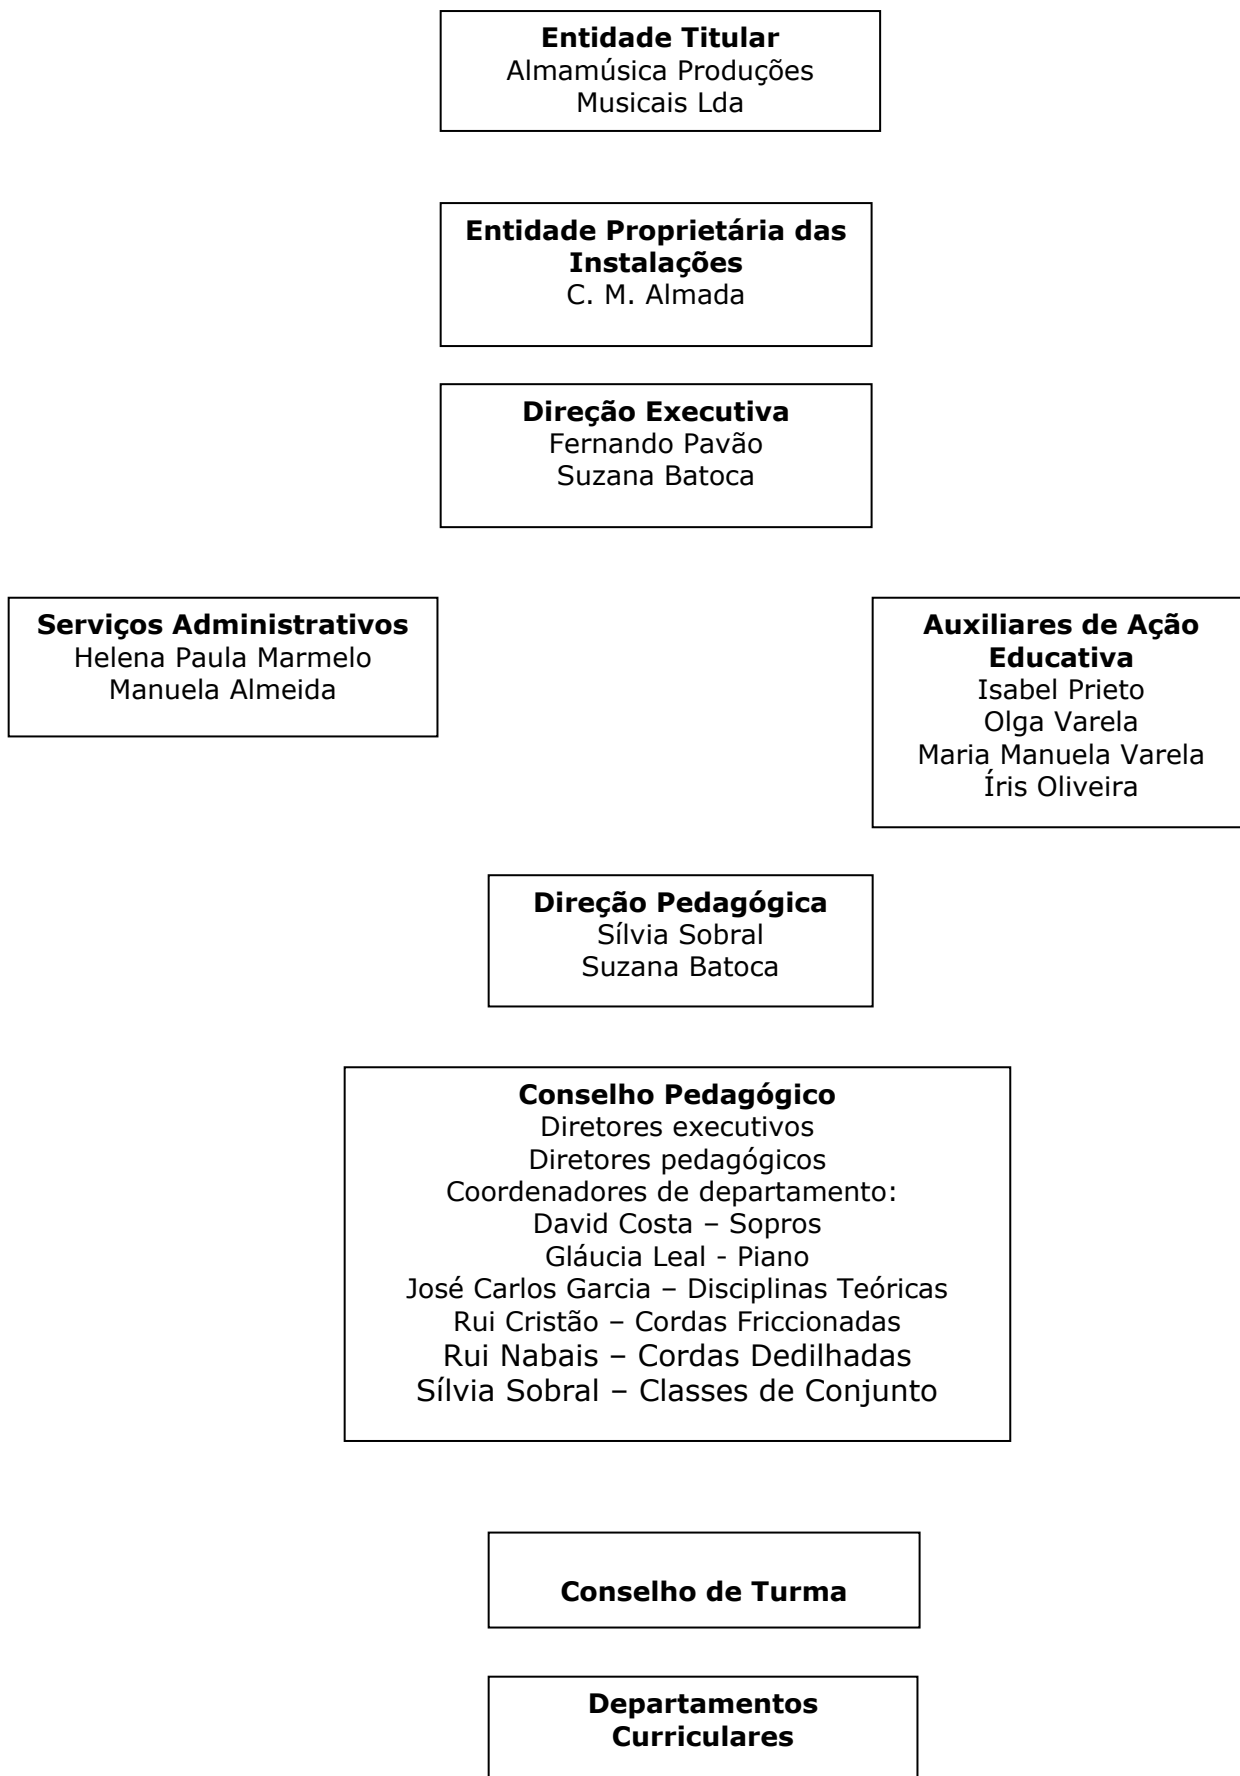 Entidade Titular
Almamúsica Produções
Musicais Lda
Entidade Proprietária das
Instalações
C. M. Almada
Direção Executiva
Fernando Pavão
Suzana Batoca
Serviços Administrativos
Helena Paula Marmelo
Manuela Almeida
Auxiliares de Ação
Educativa
Isabel Prieto
Olga Varela
Maria Manuela Varela
Íris Oliveira
Direção Pedagógica
Sílvia Sobral
Suzana Batoca
Conselho Pedagógico
Diretores executivos
Diretores pedagógicos
Coordenadores de departamento:
David Costa – Sopros
Gláucia Leal - Piano
José Carlos Garcia – Disciplinas Teóricas
Rui Cristão – Cordas Friccionadas
Rui Nabais – Cordas Dedilhadas
Sílvia Sobral – Classes de Conjunto
Conselho de Turma
Departamentos
Curriculares